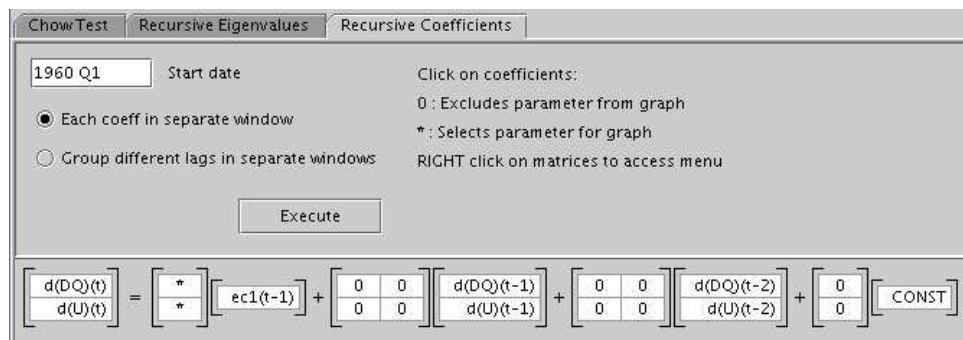 Chow Test Recursive Eigenvalues Recursive Coefficients
1960 Q1 Start date
Each coeff in separate window
Group different lags in separate windows
Execute
Click on coefficients:
0 : Excludes parameter from graph
* : Selects parameter for graph
RIGHT click on matrices to access menu
d(DQ)(t) * 0 0 d(DQ)(t-1) 0 0 d(DQ)(t-2) 0
= ec1(t-1) + + + CONST
d(U)(t) * 0 0 d(U)(t-1) 0 0 d(U)(t-2) 0